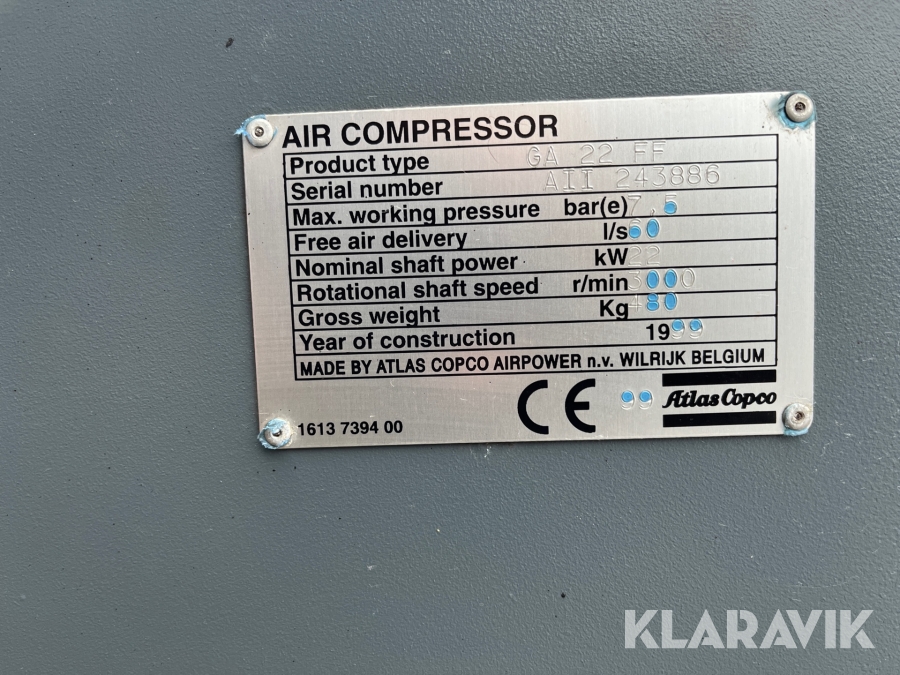 AIR COMPRESSOR
Product type GA 22 FF
Serial number AII 243886
Max. working pressure bar(e) 7,5
Free air delivery l/s 60
Nominal shaft power kW 22
Rotational shaft speed r/min 3000
Gross weight Kg 480
Year of construction 1999
MADE BY ATLAS COPCO AIRPOWER n.v. WILRIJK BELGIUM
1613 7394 00 CE 99 Atlas Copco
KLARAVIK